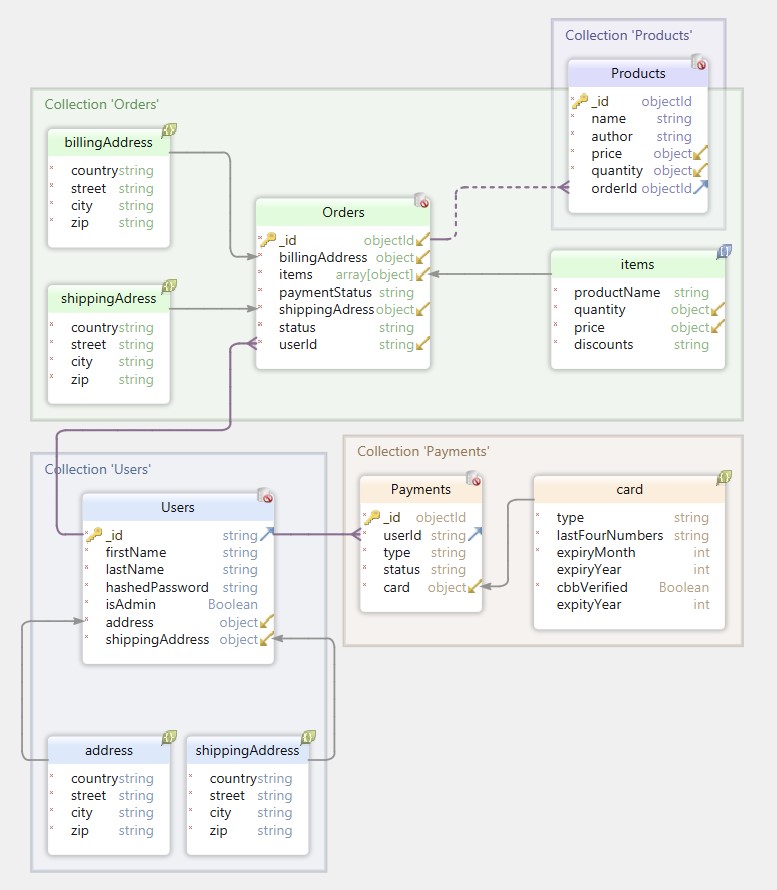 Collection 'Products'
Products
_id objectId
name string
author string
price object
quantity object
orderId objectId
Collection 'Orders'
billingAddress
country string
street string
city string
zip string
Orders
_id objectId
billingAddress object
items array[object]
paymentStatus string
shippingAdress object
status string
userId string
items
productName string
quantity object
price object
discounts string
shippingAdress
country string
street string
city string
zip string
Collection 'Users'
Users
_id string
firstName string
lastName string
hashedPassword string
isAdmin Boolean
address object
shippingAddress object
Collection 'Payments'
Payments
_id objectId
userId string
type string
status string
card object
card
type string
lastFourNumbers string
expiryMonth int
expiryYear int
cbbVerified Boolean
expityYear int
address
country string
street string
city string
zip string
shippingAddress
country string
street string
city string
zip string